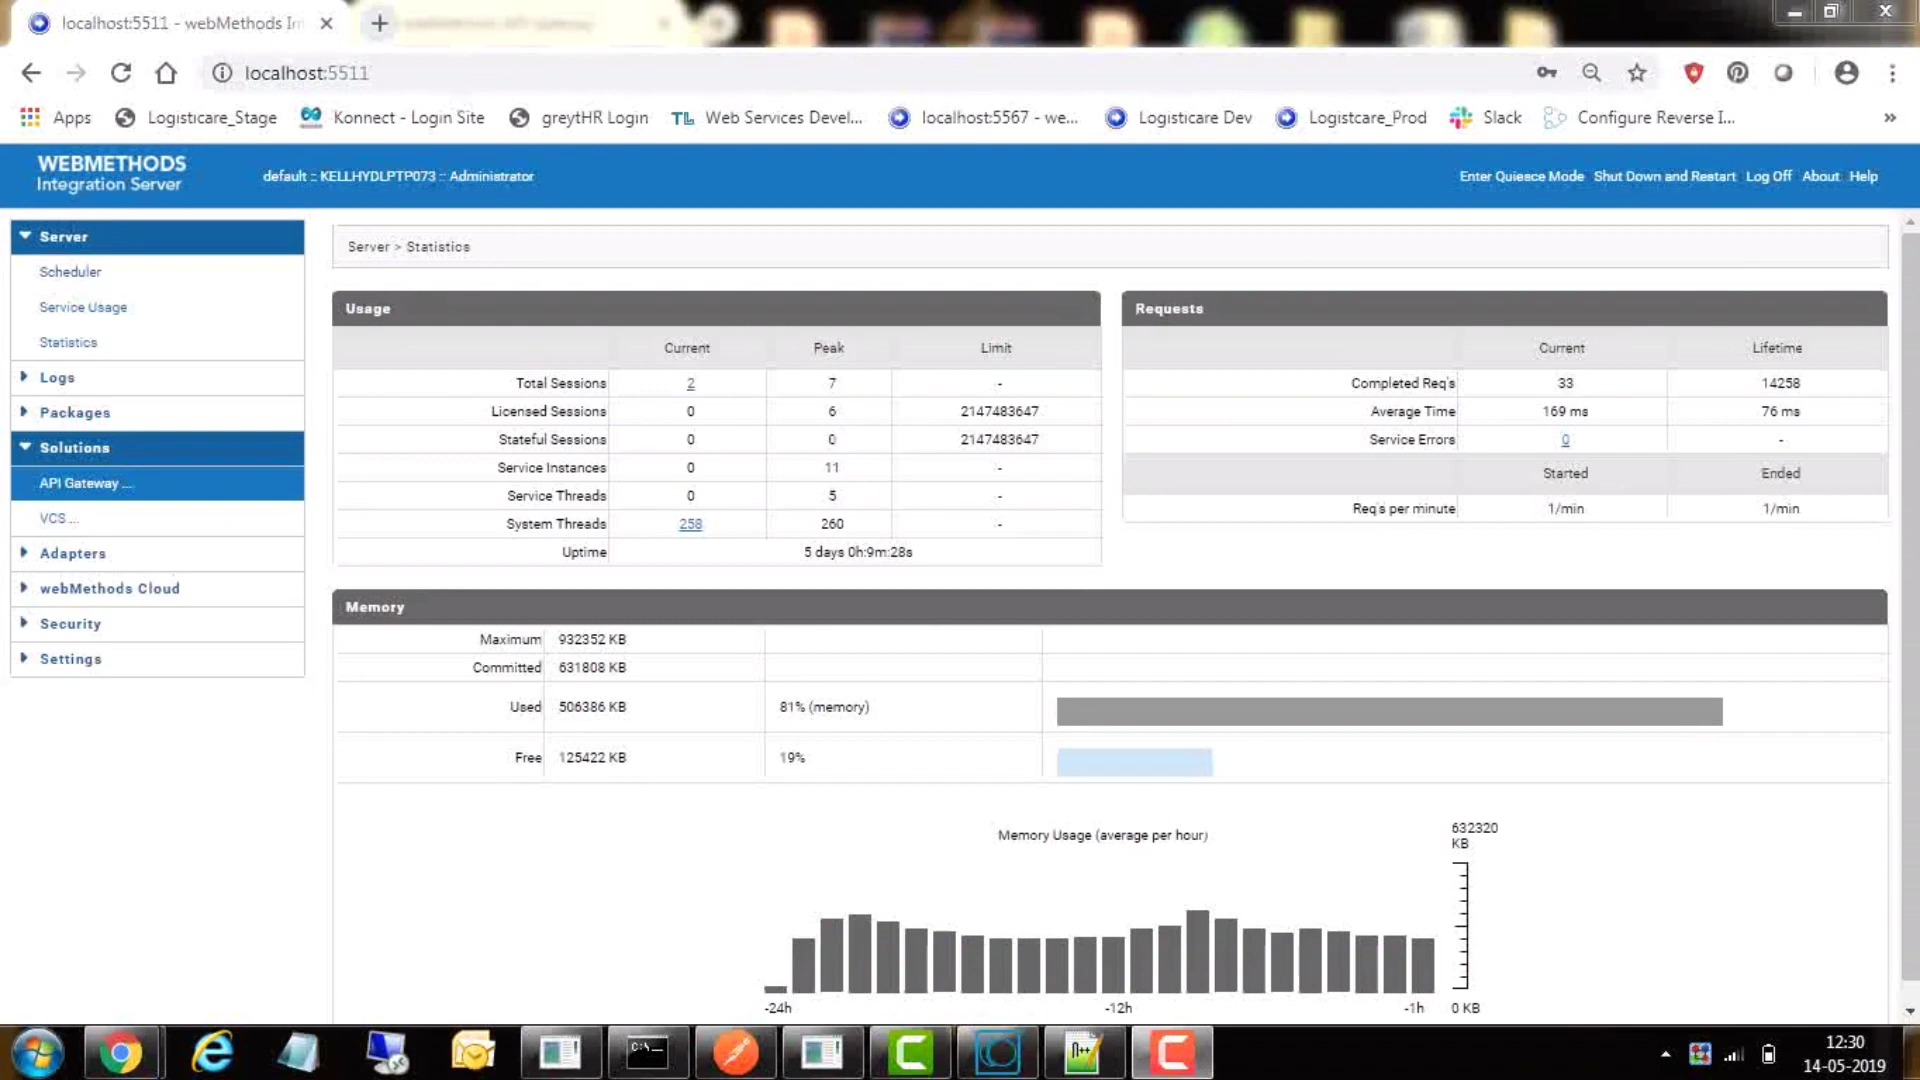 localhost:5511 - webMethods In
localhost:5511
Apps Logisticare_Stage Konnect - Login Site greytHR Login TL Web Services Devel... localhost:5567 - we... Logisticare Dev Logistcare_Prod Slack Configure Reverse I... »
WEBMETHODS
Integration Server
default :: KELLHYDLPTP073 :: Administrator
Enter Quiesce Mode Shut Down and Restart Log Off About Help
Server
Scheduler
Service Usage
Statistics
Logs
Packages
Solutions
API Gateway ...
VCS ...
Adapters
webMethods Cloud
Security
Settings
Server > Statistics
Usage
Current Peak Limit
Total Sessions 2 7 -
Licensed Sessions 0 6 2147483647
Stateful Sessions 0 0 2147483647
Service Instances 0 11 -
Service Threads 0 5 -
System Threads 258 260 -
Uptime 5 days 0h:9m:28s
Requests
Current Lifetime
Completed Req's 33 14258
Average Time 169 ms 76 ms
Service Errors 0 -
Started Ended
Req's per minute 1/min 1/min
Memory
Maximum 932352 KB
Committed 631808 KB
Used 506386 KB 81% (memory)
Free 125422 KB 19%
Memory Usage (average per hour)
632320
KB
-24h -12h -1h 0 KB
C:\
n++
12:30
14-05-2019